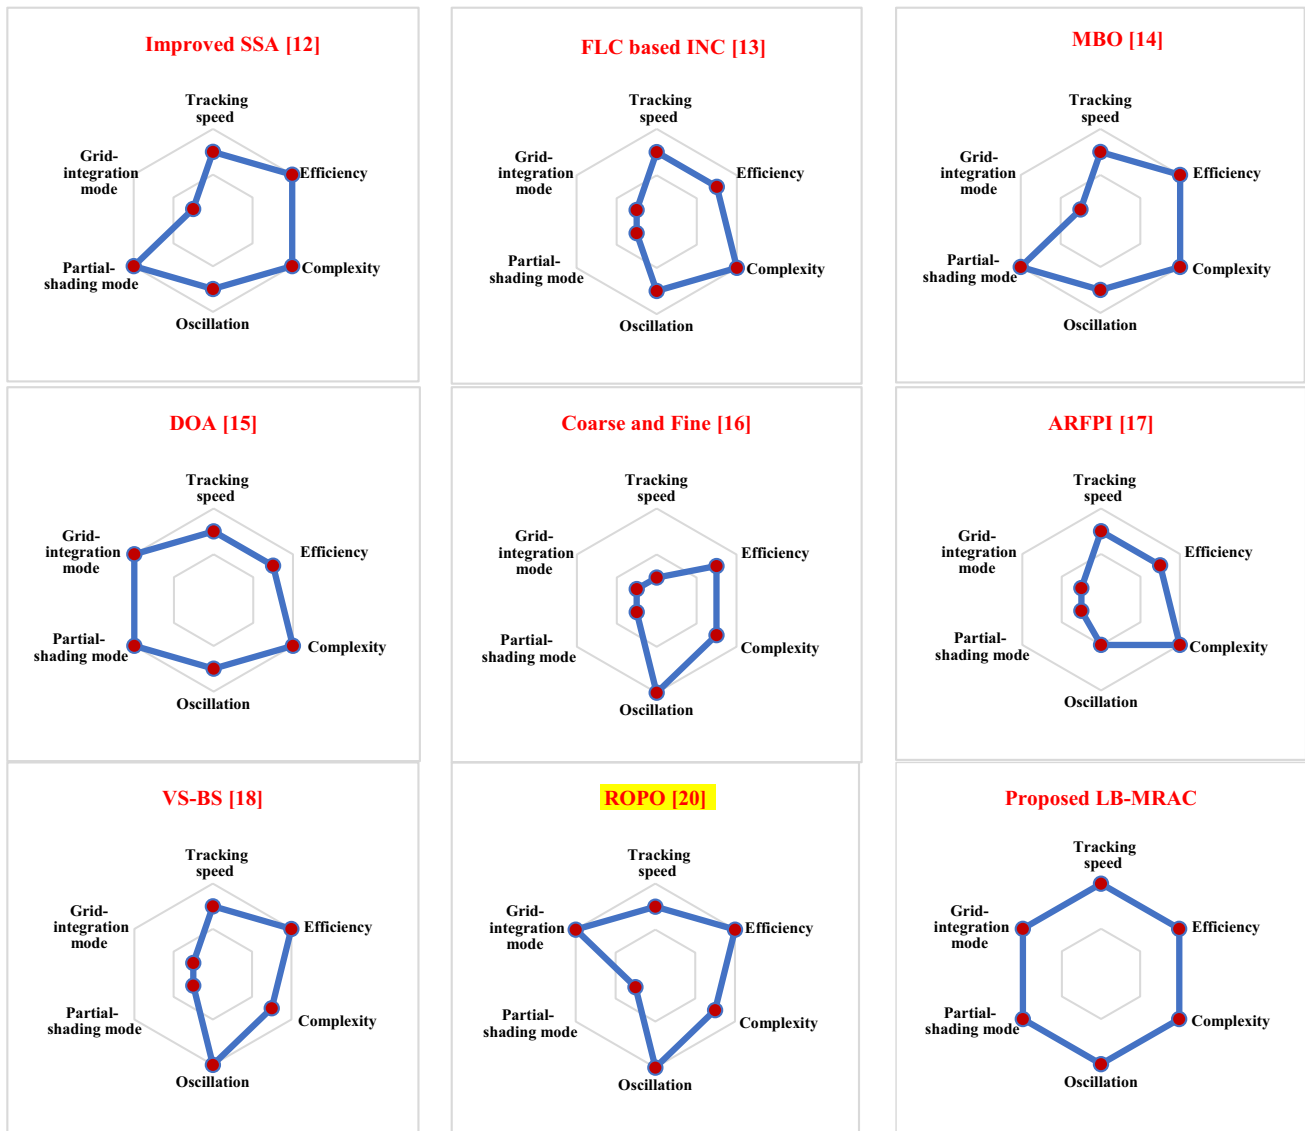 Improved SSA [12]
Tracking
speed
Efficiency
Complexity
Oscillation
Partial-
shading mode
Grid-
integration
mode
FLC based INC [13]
Tracking
speed
Efficiency
Complexity
Oscillation
Partial-
shading mode
Grid-
integration
mode
MBO [14]
Tracking
speed
Efficiency
Complexity
Oscillation
Partial-
shading mode
Grid-
integration
mode
DOA [15]
Tracking
speed
Efficiency
Complexity
Oscillation
Partial-
shading mode
Grid-
integration
mode
Coarse and Fine [16]
Tracking
speed
Efficiency
Complexity
Oscillation
Partial-
shading mode
Grid-
integration
mode
ARFPI [17]
Tracking
speed
Efficiency
Complexity
Oscillation
Partial-
shading mode
Grid-
integration
mode
VS-BS [18]
Tracking
speed
Efficiency
Complexity
Oscillation
Partial-
shading mode
Grid-
integration
mode
ROPO [20]
Tracking
speed
Efficiency
Complexity
Oscillation
Partial-
shading mode
Grid-
integration
mode
Proposed LB-MRAC
Tracking
speed
Efficiency
Complexity
Oscillation
Partial-
shading mode
Grid-
integration
mode